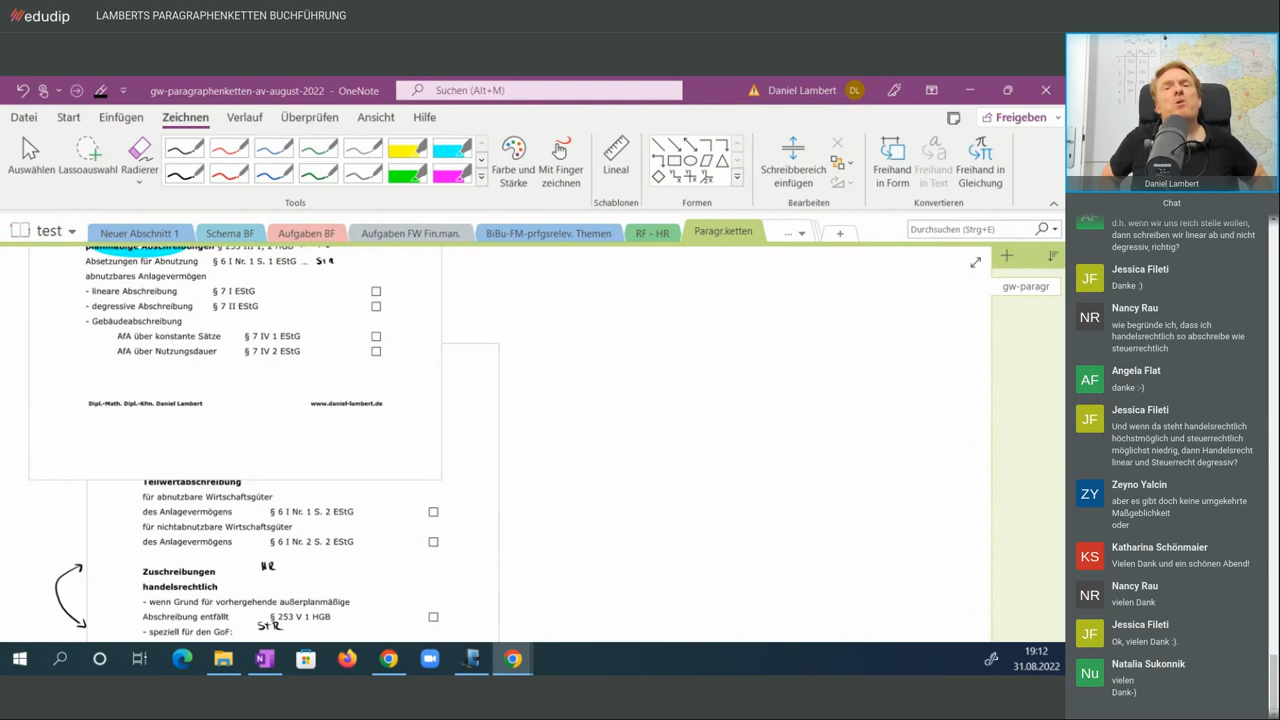 edudip
LAMBERTS PARAGRAPHENKETTEN BUCHFÜHRUNG
gw-paragraphenketten-av-august-2022 - OneNote
Suchen (Alt+M)
Daniel Lambert
DL
Datei
Start
Einfügen
Zeichnen
Verlauf
Überprüfen
Ansicht
Hilfe
Freigeben
Auswählen
Lassoauswahl
Radierer
Farbe und Stärke
Mit Finger zeichnen
Lineal
Schreibbereich einfügen
Freihand in Form
Freihand in Text
Freihand in Gleichung
Tools
Schablonen
Formen
Bearbeiten
Konvertieren
test
Neuer Abschnitt 1
Schema BF
Aufgaben BF
Aufgaben FW Fin.man.
BiBu-FM-prfgsrelev. Themen
RF - HR
Paragr.ketten
...
Durchsuchen (Strg+E)
gw-paragr
planmäßige Abschreibungen § 253 III 1, 2 HGB
Absetzungen für Abnutzung § 6 I Nr. 1 S. 1 EStG ... StR
abnutzbares Anlagevermögen
- lineare Abschreibung § 7 I EStG
- degressive Abschreibung § 7 II EStG
- Gebäudeabschreibung
AfA über konstante Sätze § 7 IV 1 EStG
AfA über Nutzungsdauer § 7 IV 2 EStG
Dipl.-Math. Dipl.-Kfm. Daniel Lambert www.daniel-lambert.de
Teilwertabschreibung
für abnutzbare Wirtschaftsgüter
des Anlagevermögens § 6 I Nr. 1 S. 2 EStG
für nichtabnutzbare Wirtschaftsgüter
des Anlagevermögens § 6 I Nr. 2 S. 2 EStG
Zuschreibungen HR
handelsrechtlich
- wenn Grund für vorhergehende außerplanmäßige
Abschreibung entfällt § 253 V 1 HGB
- speziell für den GoF: StR
19:12
31.08.2022
Daniel Lambert
Chat
AF
d.h. wenn wir uns reich stelle wollen,
dann schreiben wir linear ab und nicht
degressiv, richtig?
JF
Jessica Fileti
Danke :)
NR
Nancy Rau
wie begründe ich, dass ich
handelsrechtlich so abschreibe wie
steuerrechtlich
AF
Angela Flat
danke :-)
JF
Jessica Fileti
Und wenn da steht handelsrechtlich
höchstmöglich und steuerrechtlich
möglichst niedrig, dann Handelsrecht
linear und Steuerrecht degressiv?
ZY
Zeyno Yalcin
aber es gibt doch keine umgekehrte
Maßgeblichkeit
oder
KS
Katharina Schönmaier
Vielen Dank und ein schönen Abend!
NR
Nancy Rau
vielen Dank
JF
Jessica Fileti
Ok, vielen Dank :).
Nu
Natalia Sukonnik
vielen
Dank-)